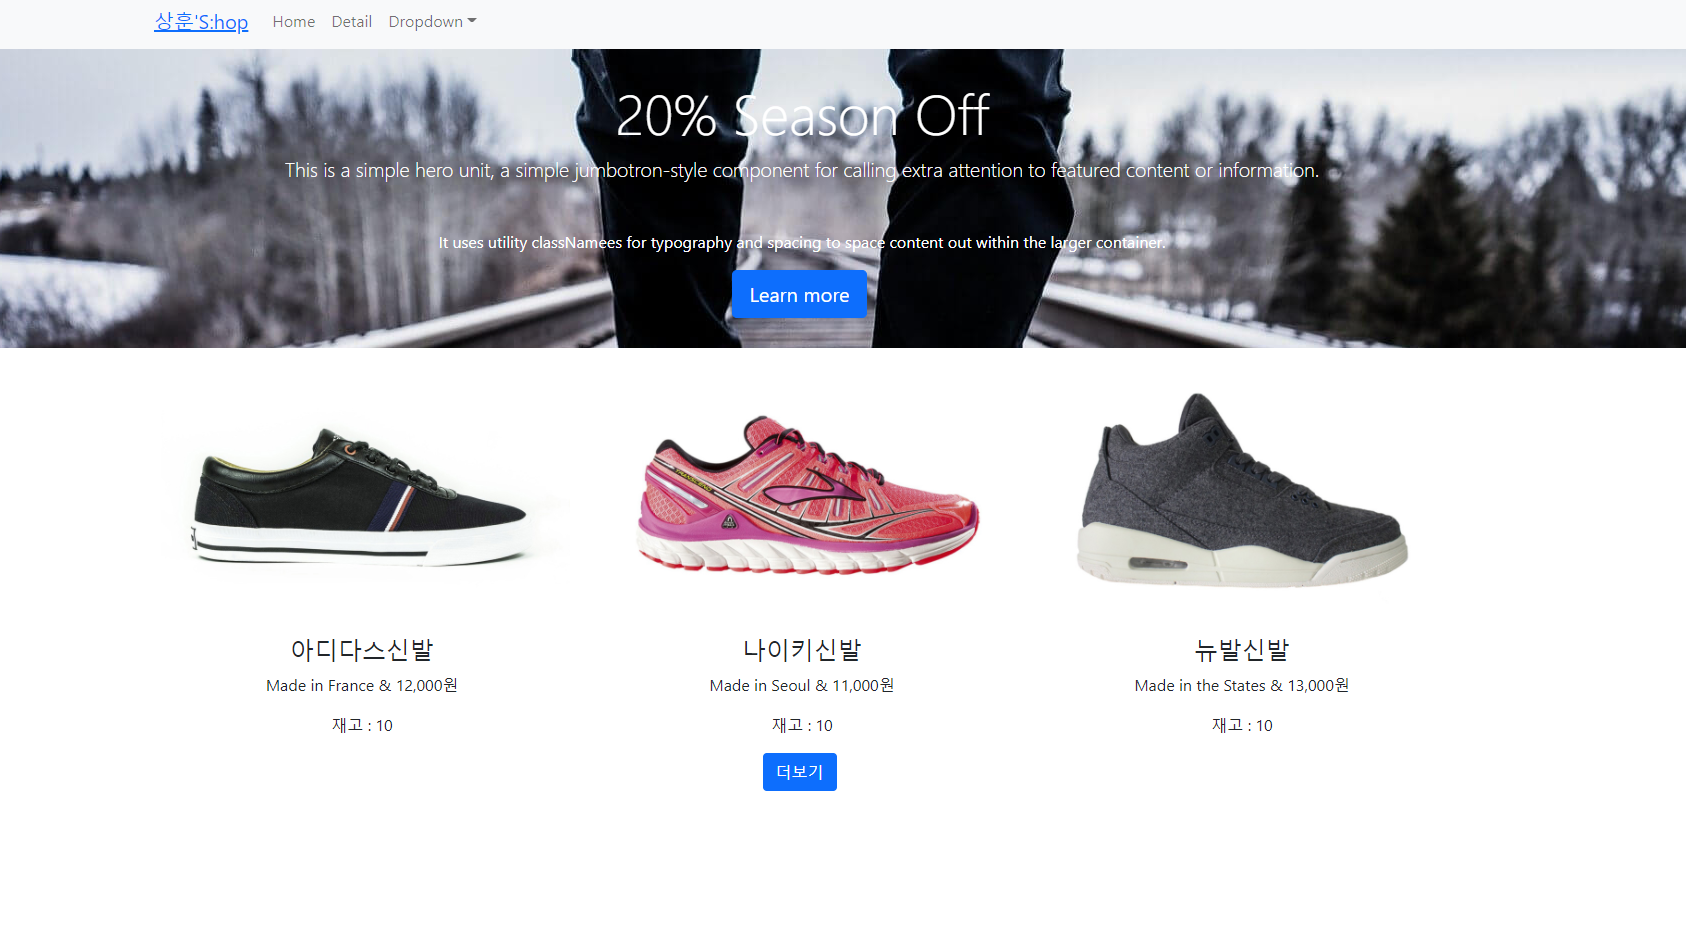 상훈'S:hop Home Detail Dropdown
20% Season Off
This is a simple hero unit, a simple jumbotron-style component for calling extra attention to featured content or information.
It uses utility classNamees for typography and spacing to space content out within the larger container.
Learn more
아디다스신발
Made in France & 12,000원
재고 : 10
나이키신발
Made in Seoul & 11,000원
재고 : 10
뉴발신발
Made in the States & 13,000원
재고 : 10
더보기